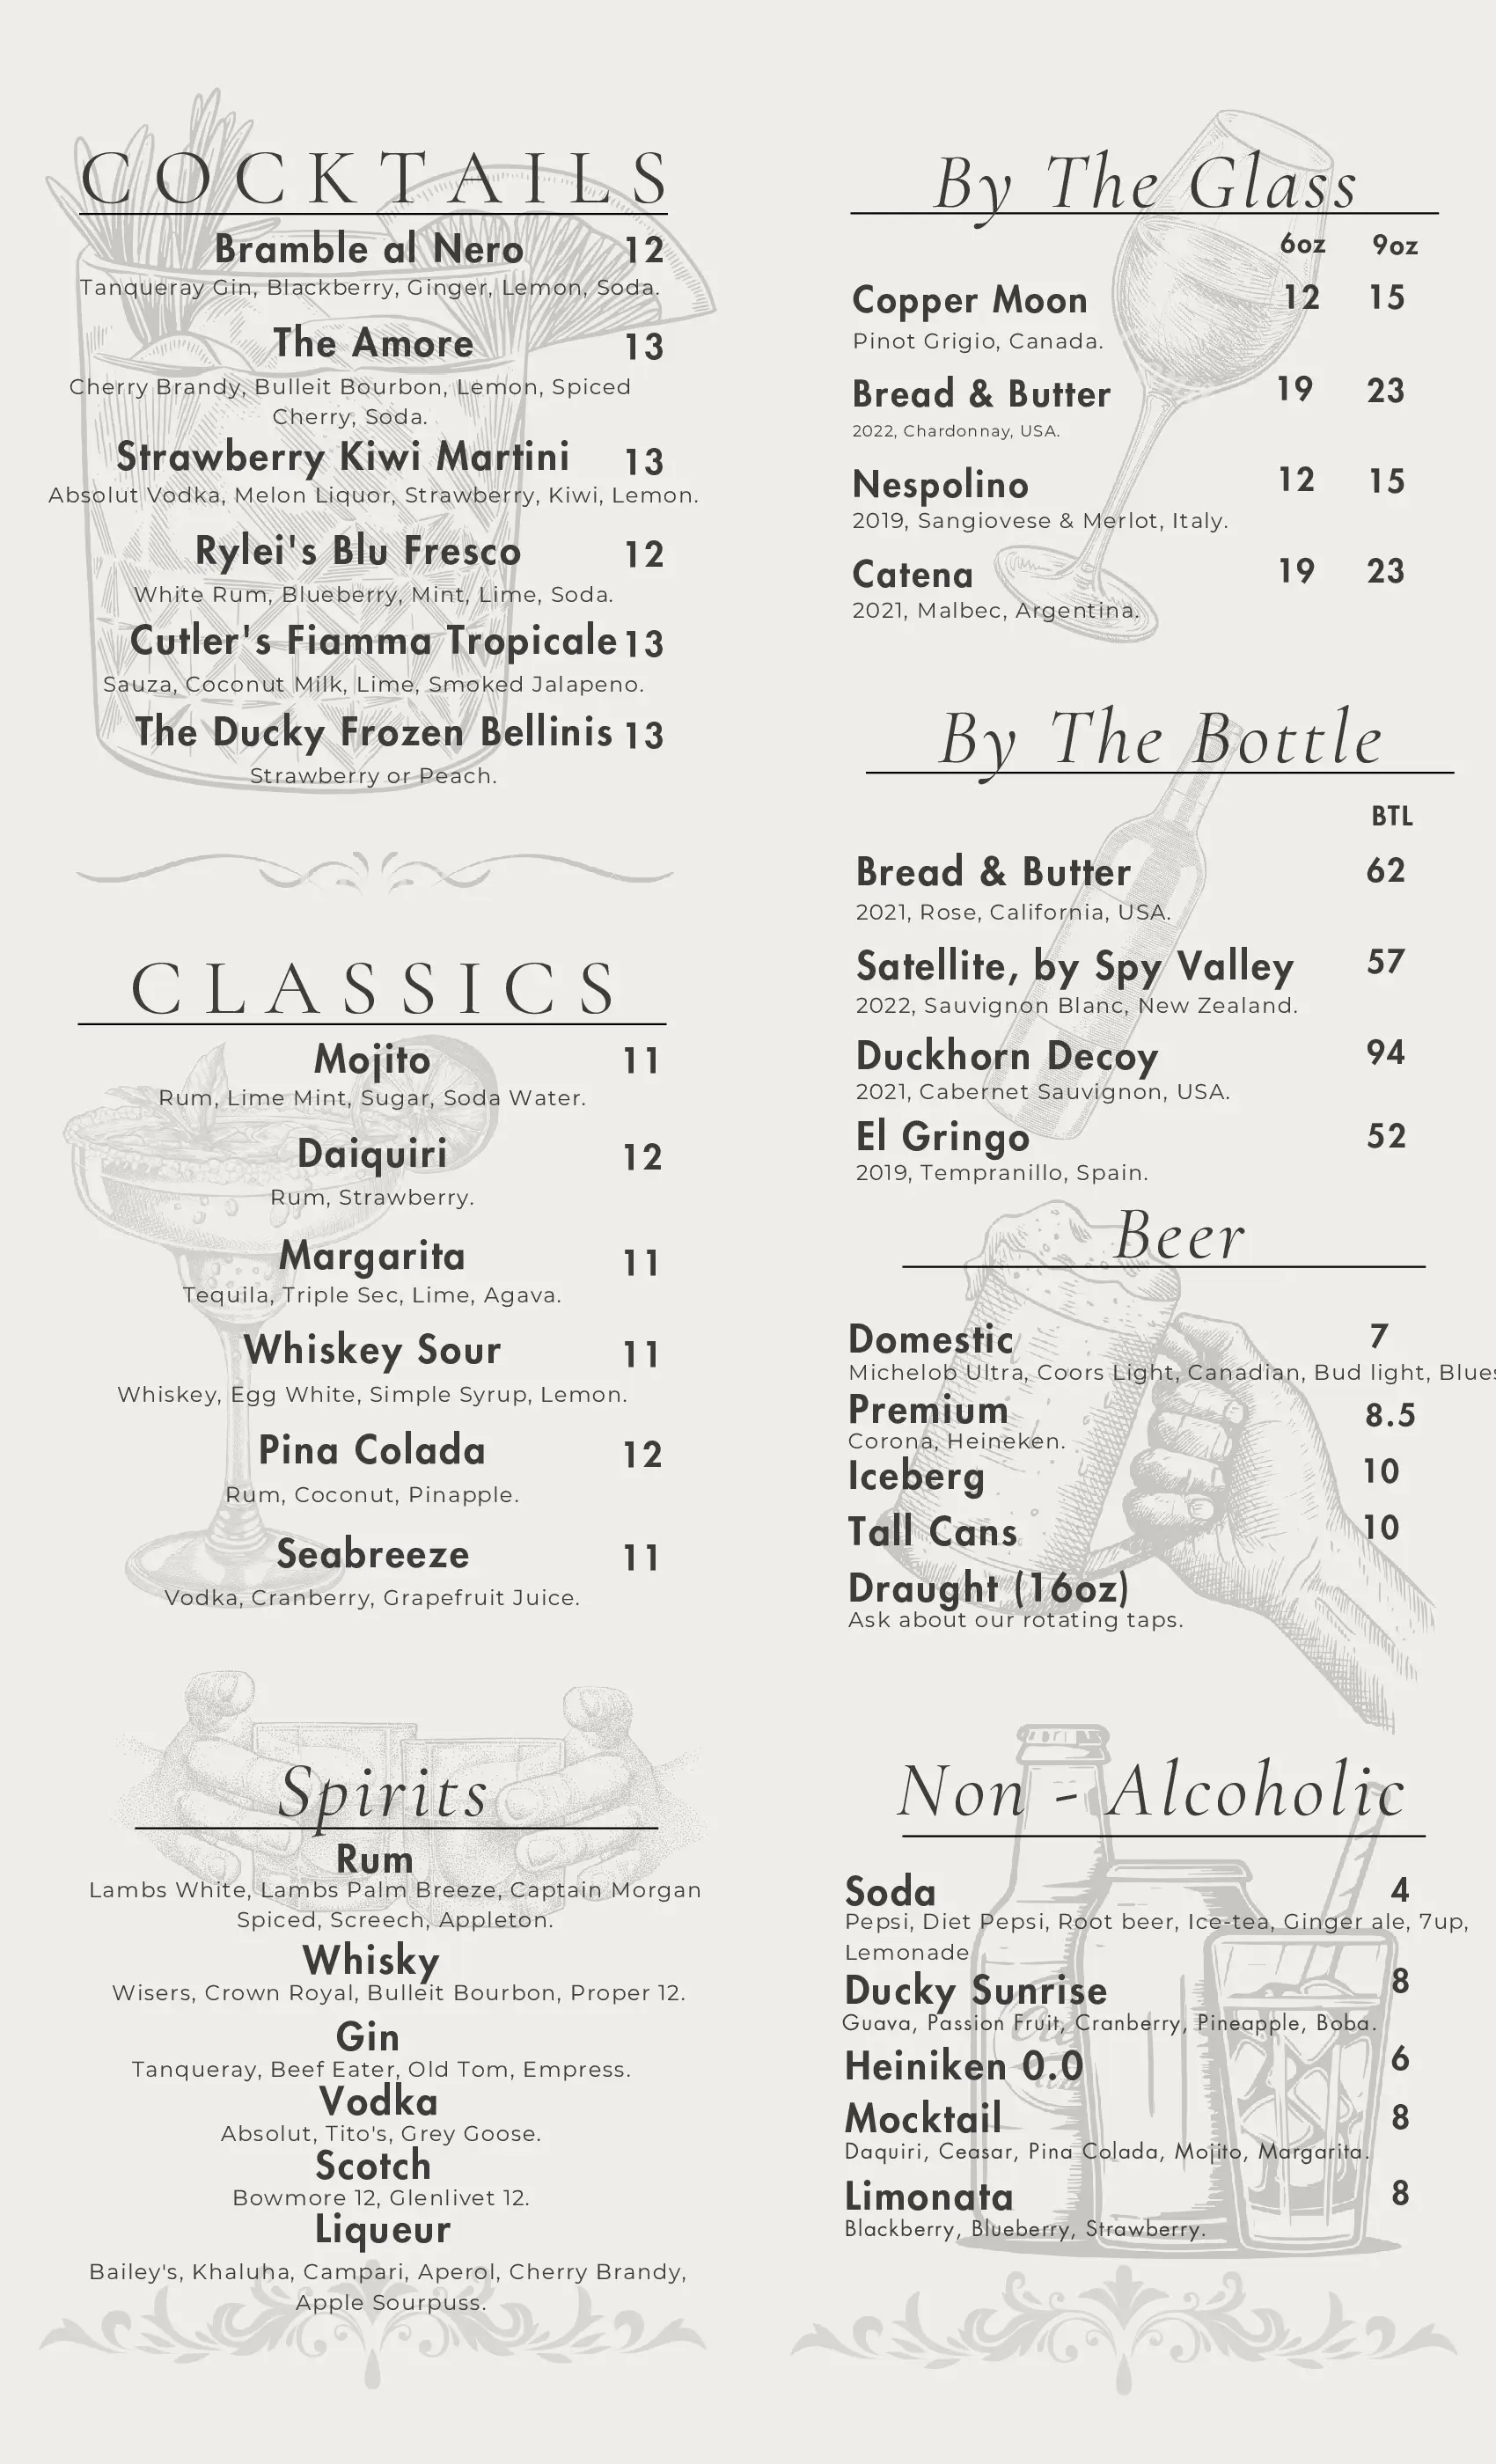 COCKTAILS
Bramble al Nero 12
Tanqueray Gin, Blackberry, Ginger, Lemon, Soda.
The Amore 13
Cherry Brandy, Bulleit Bourbon, Lemon, Spiced
Cherry, Soda.
Strawberry Kiwi Martini 13
Absolut Vodka, Melon Liquor, Strawberry, Kiwi, Lemon.
Rylei's Blu Fresco 12
White Rum, Blueberry, Mint, Lime, Soda.
Cutler's Fiamma Tropicale 13
Sauza, Coconut Milk, Lime, Smoked Jalapeno.
The Ducky Frozen Bellinis 13
Strawberry or Peach.
CLASSICS
Mojito 11
Rum, Lime Mint, Sugar, Soda Water.
Daiquiri 12
Rum, Strawberry.
Margarita 11
Tequila, Triple Sec, Lime, Agava.
Whiskey Sour 11
Whiskey, Egg White, Simple Syrup, Lemon.
Pina Colada 12
Rum, Coconut, Pinapple.
Seabreeze 11
Vodka, Cranberry, Grapefruit Juice.
Spirits
Rum
Lambs White, Lambs Palm Breeze, Captain Morgan
Spiced, Screech, Appleton.
Whisky
Wisers, Crown Royal, Bulleit Bourbon, Proper 12.
Gin
Tanqueray, Beef Eater, Old Tom, Empress.
Vodka
Absolut, Tito's, Grey Goose.
Scotch
Bowmore 12, Glenlivet 12.
Liqueur
Bailey's, Khaluha, Campari, Aperol, Cherry Brandy,
Apple Sourpuss.
By The Glass
6oz 9oz
Copper Moon 12 15
Pinot Grigio, Canada.
Bread & Butter 19 23
2022, Chardonnay, USA.
Nespolino 12 15
2019, Sangiovese & Merlot, Italy.
Catena 19 23
2021, Malbec, Argentina.
By The Bottle
BTL
Bread & Butter 62
2021, Rose, California, USA.
Satellite, by Spy Valley 57
2022, Sauvignon Blanc, New Zealand.
Duckhorn Decoy 94
2021, Cabernet Sauvignon, USA.
El Gringo 52
2019, Tempranillo, Spain.
Beer
Domestic 7
Michelob Ultra, Coors Light, Canadian, Bud light, Blues
Premium 8.5
Corona, Heineken.
Iceberg 10
Tall Cans 10
Draught (16oz)
Ask about our rotating taps.
Non - Alcoholic
Soda 4
Pepsi, Diet Pepsi, Root beer, Ice-tea, Ginger ale, 7up,
Lemonade
Ducky Sunrise 8
Guava, Passion Fruit, Cranberry, Pineapple, Boba.
Heiniken 0.0 6
Mocktail 8
Daquiri, Ceasar, Pina Colada, Mojito, Margarita.
Limonata 8
Blackberry, Blueberry, Strawberry.